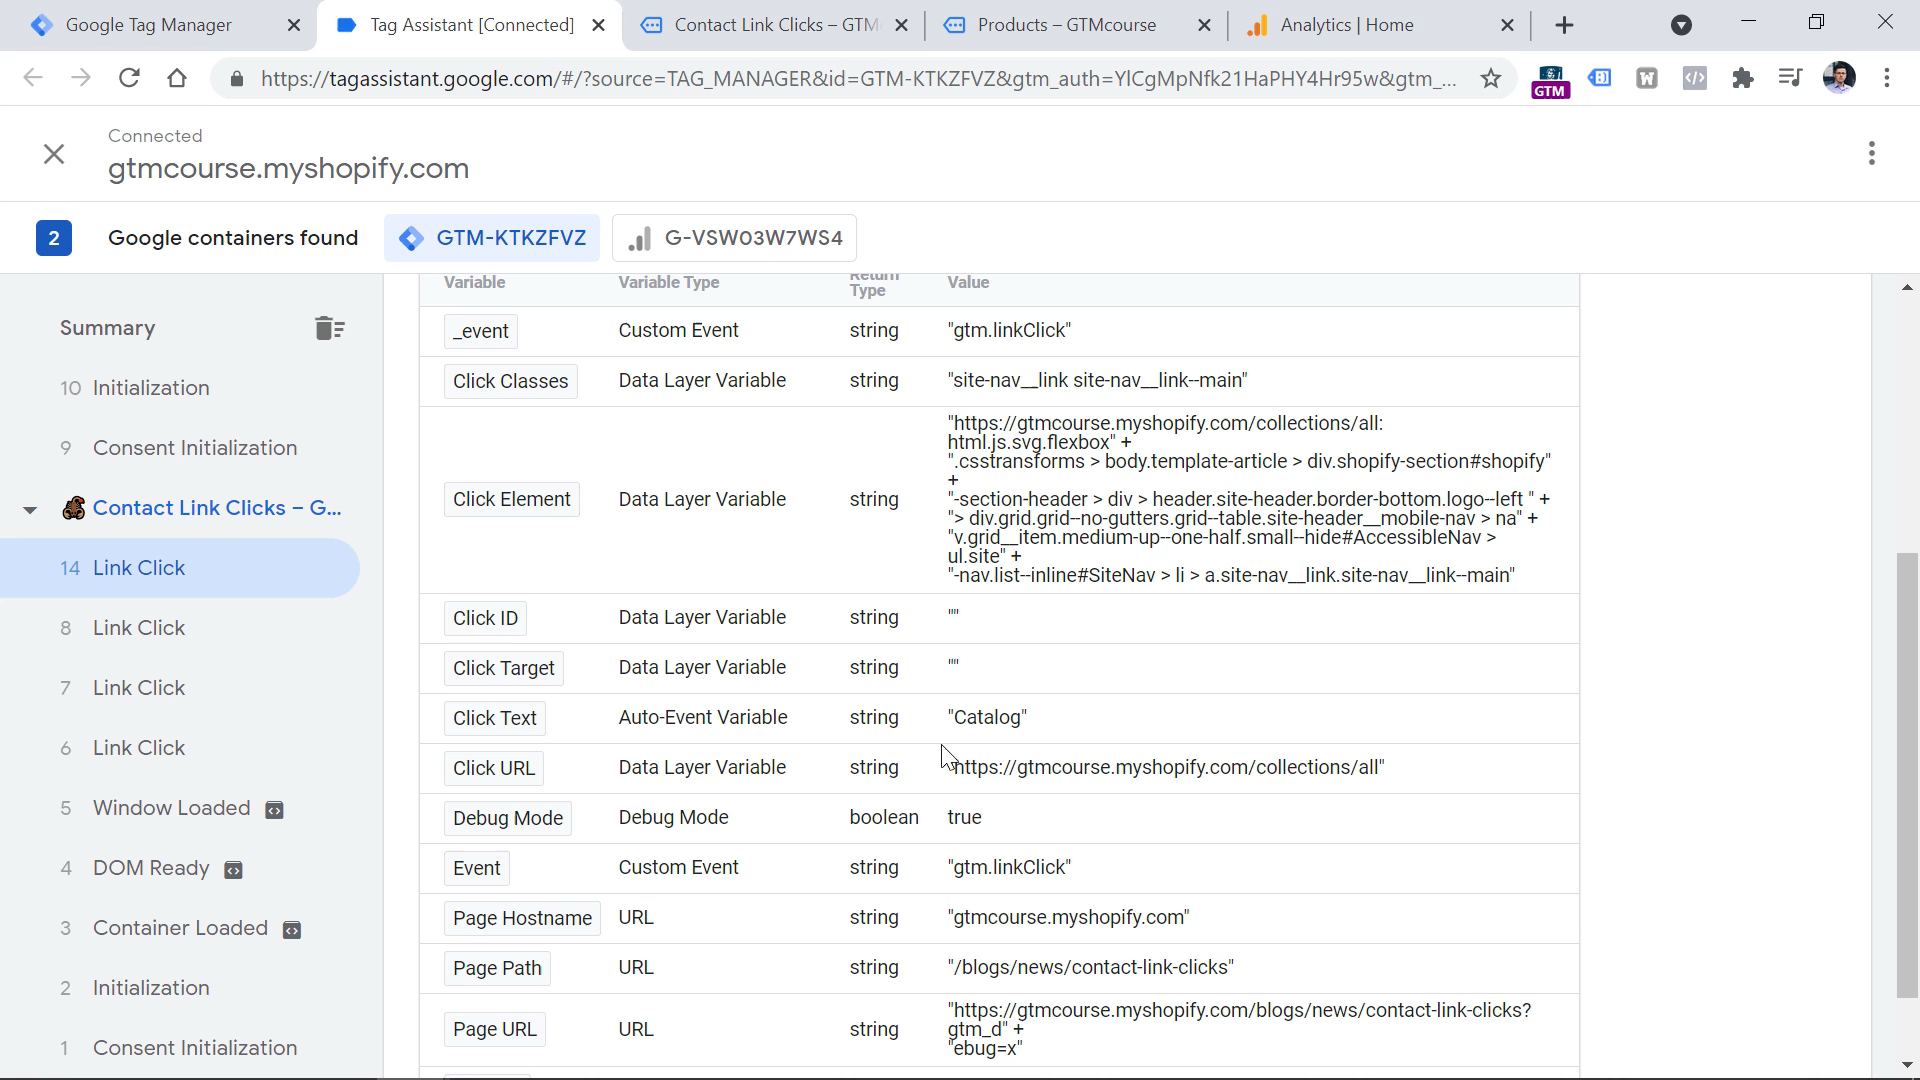 Google Tag Manager
Tag Assistant [Connected]
Contact Link Clicks – GTM
Products – GTMcourse
Analytics | Home
https://tagassistant.google.com/#/?source=TAG_MANAGER&id=GTM-KTKZFVZ&gtm_auth=YlCgMpNfk21HaPHY4Hr95w&gtm_...
GTM
W
Connected
gtmcourse.myshopify.com
2 Google containers found GTM-KTKZFVZ G-VSW03W7WS4
Summary
10 Initialization
9 Consent Initialization
Contact Link Clicks – G...
14 Link Click
8 Link Click
7 Link Click
6 Link Click
5 Window Loaded
4 DOM Ready
3 Container Loaded
2 Initialization
1 Consent Initialization
Variable Variable Type Return Type Value
_event Custom Event string "gtm.linkClick"
Click Classes Data Layer Variable string "site-nav__link site-nav__link--main"
Click Element Data Layer Variable string "https://gtmcourse.myshopify.com/collections/all:
html.js.svg.flexbox" +
".csstransforms > body.template-article > div.shopify-section#shopify"
+
"-section-header > div > header.site-header.border-bottom.logo--left " +
"> div.grid.grid--no-gutters.grid--table.site-header__mobile-nav > na" +
"v.grid__item.medium-up--one-half.small--hide#AccessibleNav >
ul.site" +
"-nav.list--inline#SiteNav > li > a.site-nav__link.site-nav__link--main"
Click ID Data Layer Variable string ""
Click Target Data Layer Variable string ""
Click Text Auto-Event Variable string "Catalog"
Click URL Data Layer Variable string "https://gtmcourse.myshopify.com/collections/all"
Debug Mode Debug Mode boolean true
Event Custom Event string "gtm.linkClick"
Page Hostname URL string "gtmcourse.myshopify.com"
Page Path URL string "/blogs/news/contact-link-clicks"
Page URL URL string "https://gtmcourse.myshopify.com/blogs/news/contact-link-clicks?
gtm_d" +
"ebug=x"